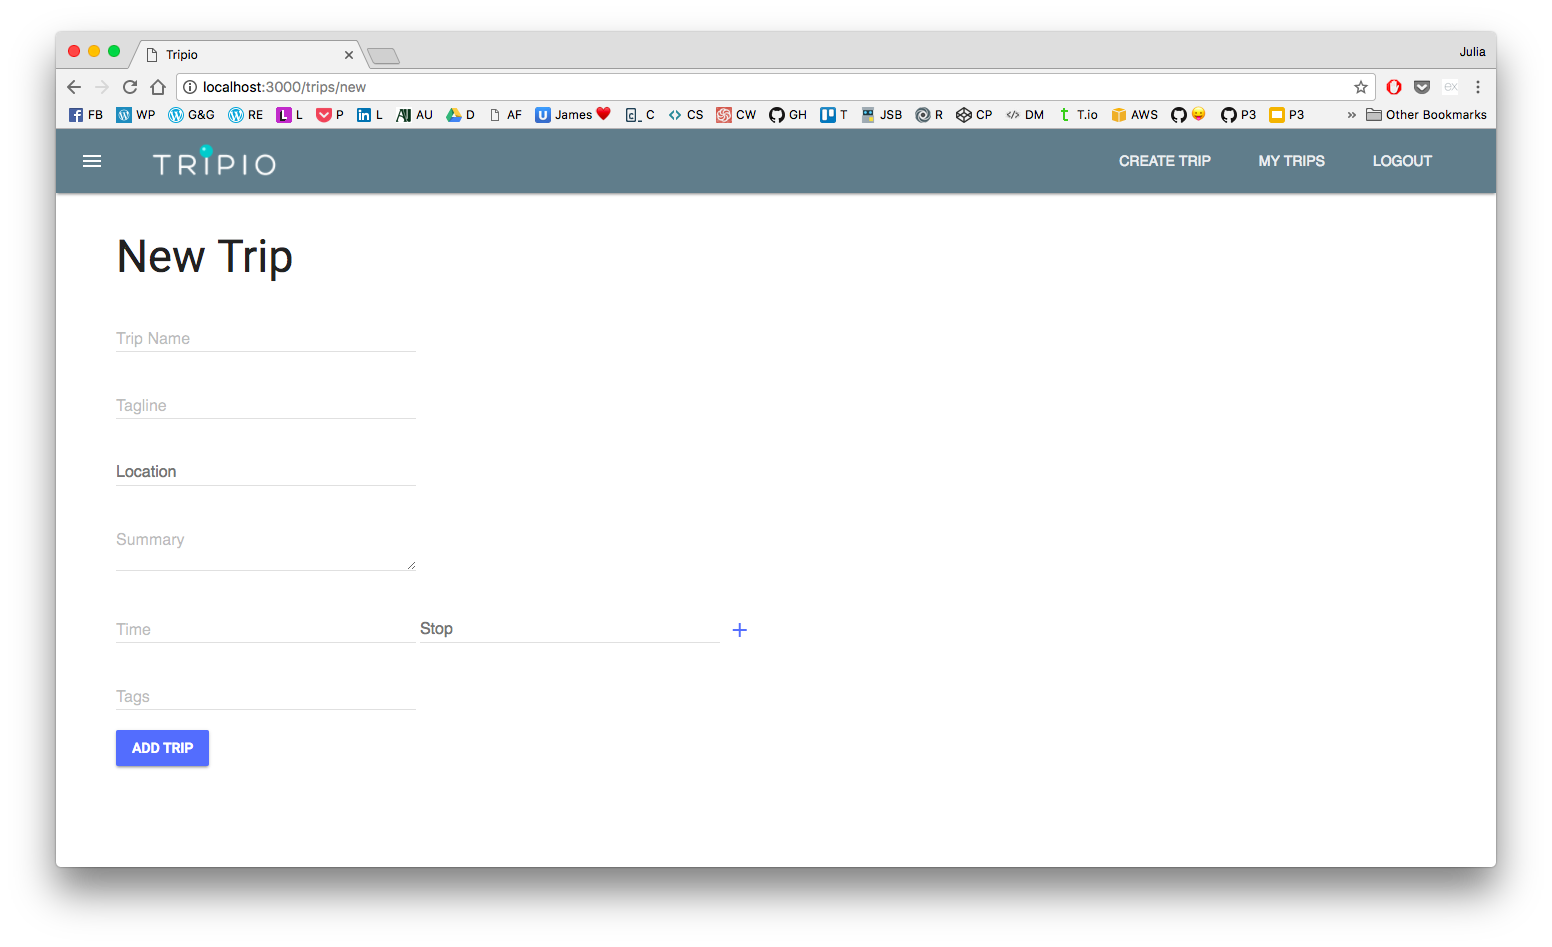 Tripio
Julia
localhost:3000/trips/new
FB WP G&G RE L P L AU D AF James C CS CW GH T JSB R CP DM T.io AWS P3 P3 » Other Bookmarks
TRIPIO CREATE TRIP MY TRIPS LOGOUT
New Trip
Trip Name
Tagline
Location
Summary
Time Stop +
Tags
ADD TRIP